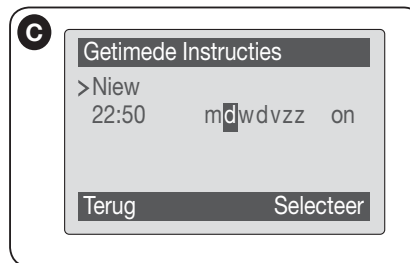 C
Getimede Instructies
>Niew
22:50 mdwdvzz on
Terug Selecteer